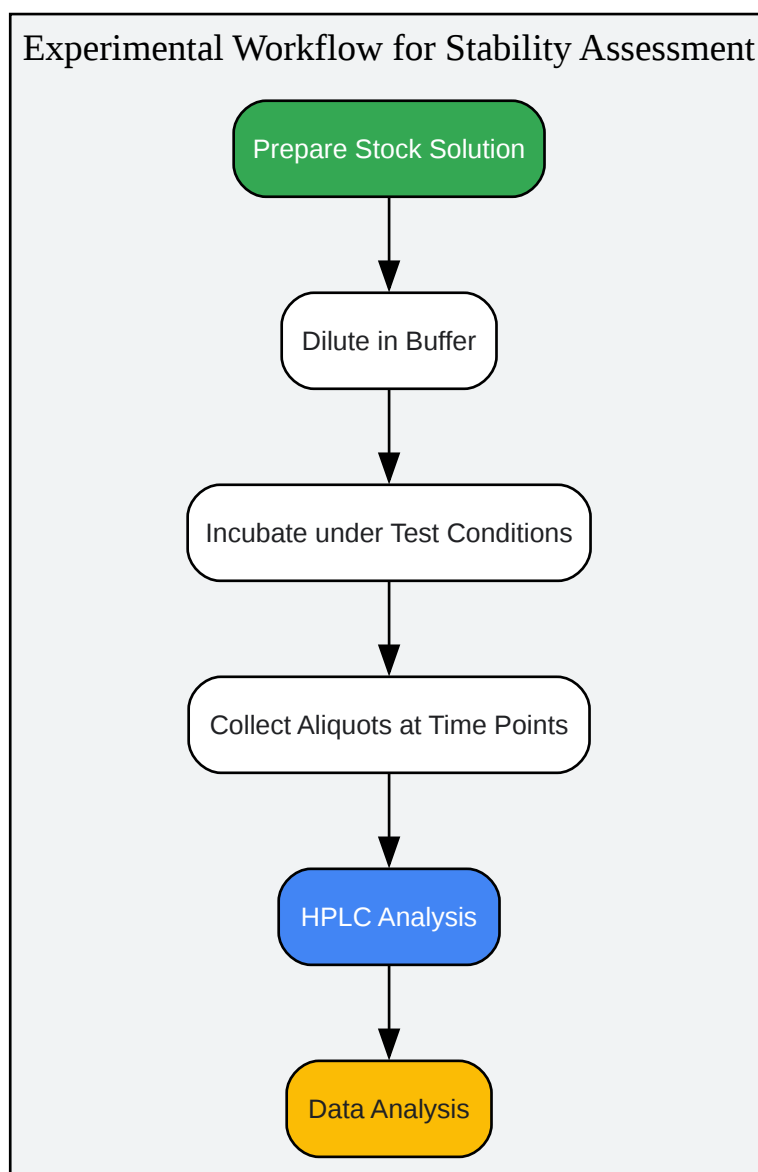 Experimental Workflow for Stability Assessment
Prepare Stock Solution
Dilute in Buffer
Incubate under Test Conditions
Collect Aliquots at Time Points
HPLC Analysis
Data Analysis